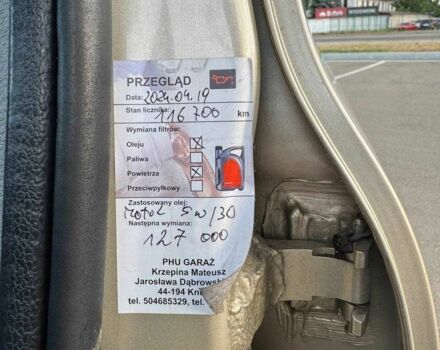 PRZEGLĄD
Data: 2024.04.19
Stan licznika: 116 700 km
Wymiana filtrów:
Oleju
Paliwa
Powietrza
Przeciwpyłkowy
Zastosowany olej:
Motol 5w/30
Następna wymiana:
127 000
PHU GARAŻ
Krzepina Mateusz
Jarosława Dąbrowsk
44-194 Kn
tel. 504685329, tel.